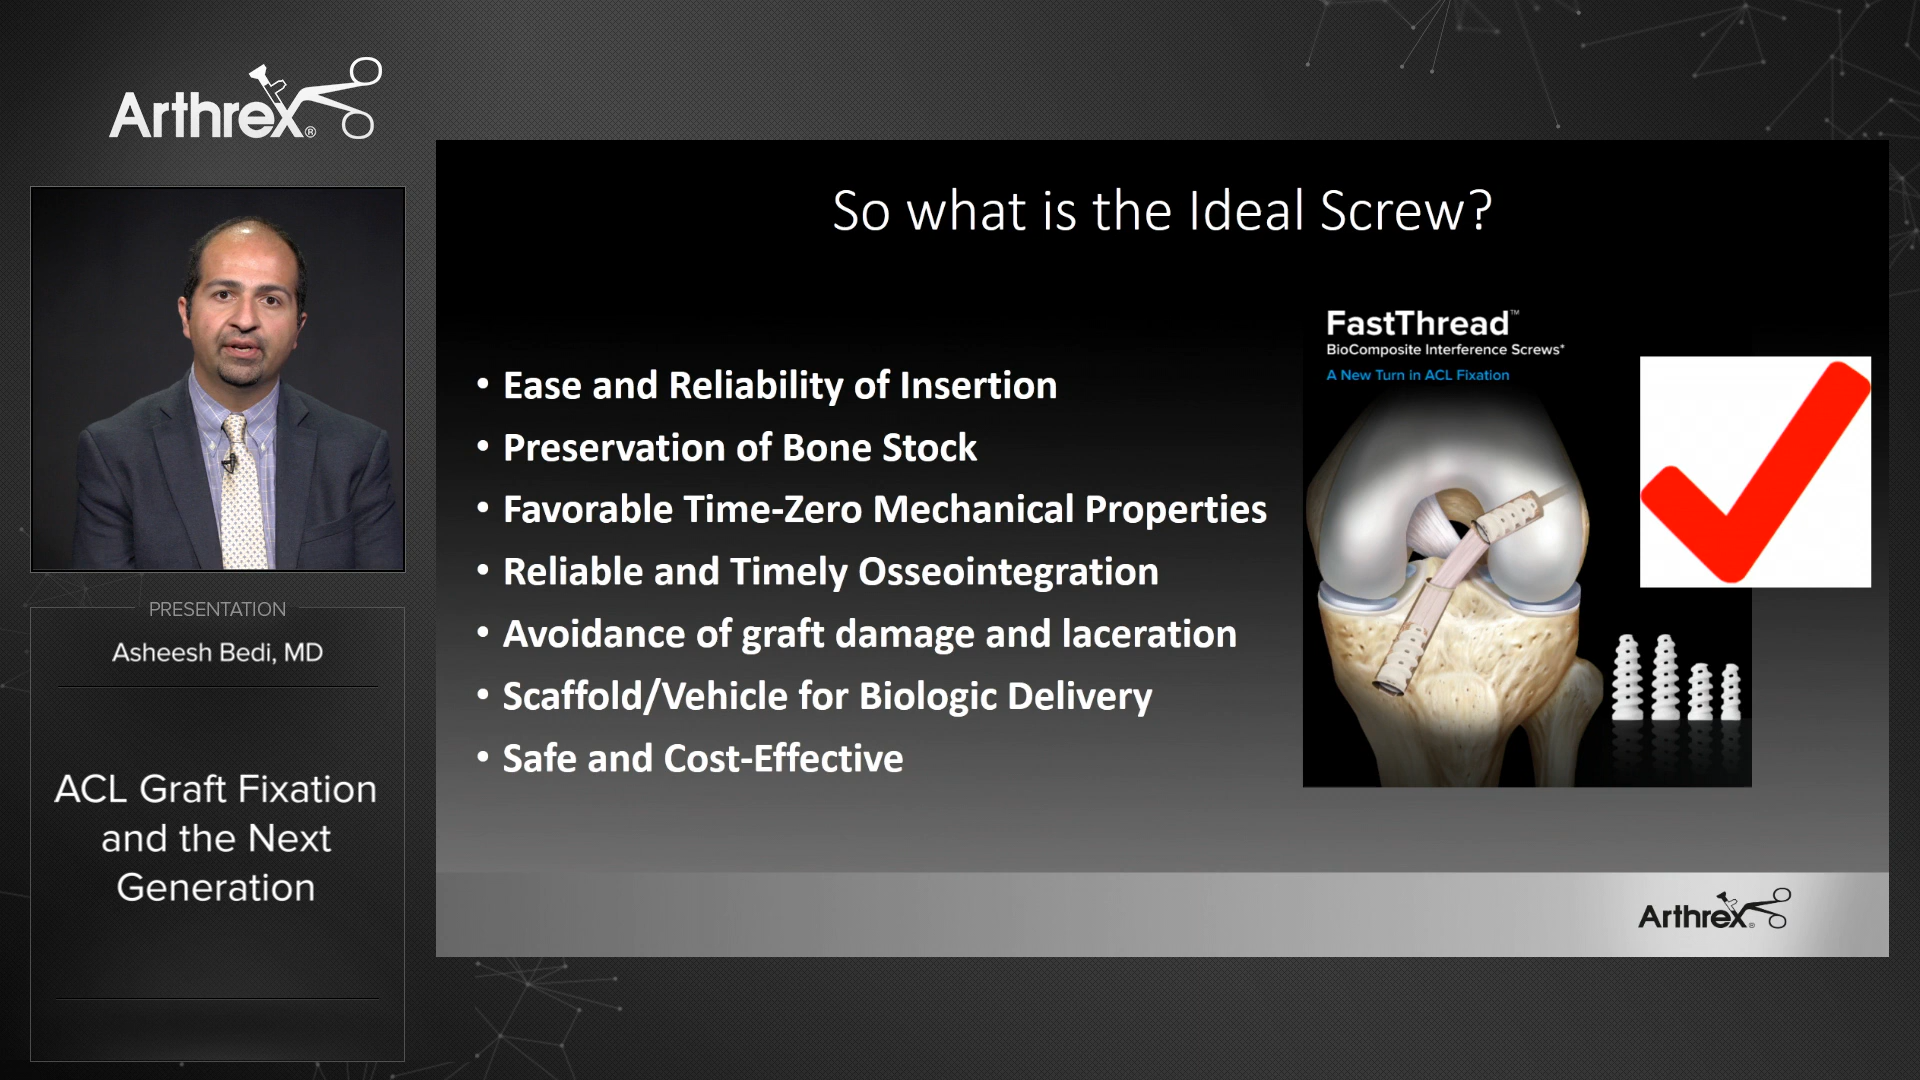 Arthrex®
PRESENTATION
Asheesh Bedi, MD
ACL Graft Fixation
and the Next
Generation
So what is the Ideal Screw?
• Ease and Reliability of Insertion
• Preservation of Bone Stock
• Favorable Time-Zero Mechanical Properties
• Reliable and Timely Osseointegration
• Avoidance of graft damage and laceration
• Scaffold/Vehicle for Biologic Delivery
• Safe and Cost-Effective
FastThread™
BioComposite Interference Screws*
A New Turn in ACL Fixation
Arthrex®